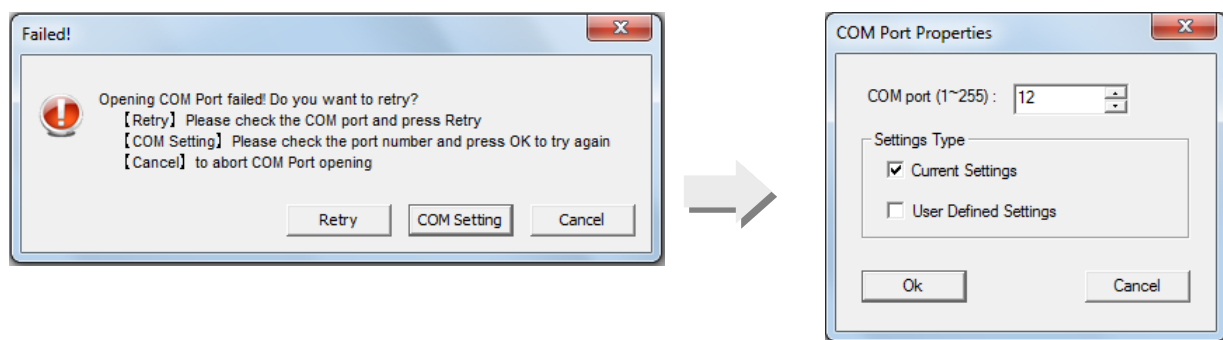 Failed!
Opening COM Port failed! Do you want to retry?
【Retry】 Please check the COM port and press Retry
【COM Setting】 Please check the port number and press OK to try again
【Cancel】 to abort COM Port opening
Retry
COM Setting
Cancel
COM Port Properties
COM port (1~255) :
12
Settings Type
Current Settings
User Defined Settings
Ok
Cancel